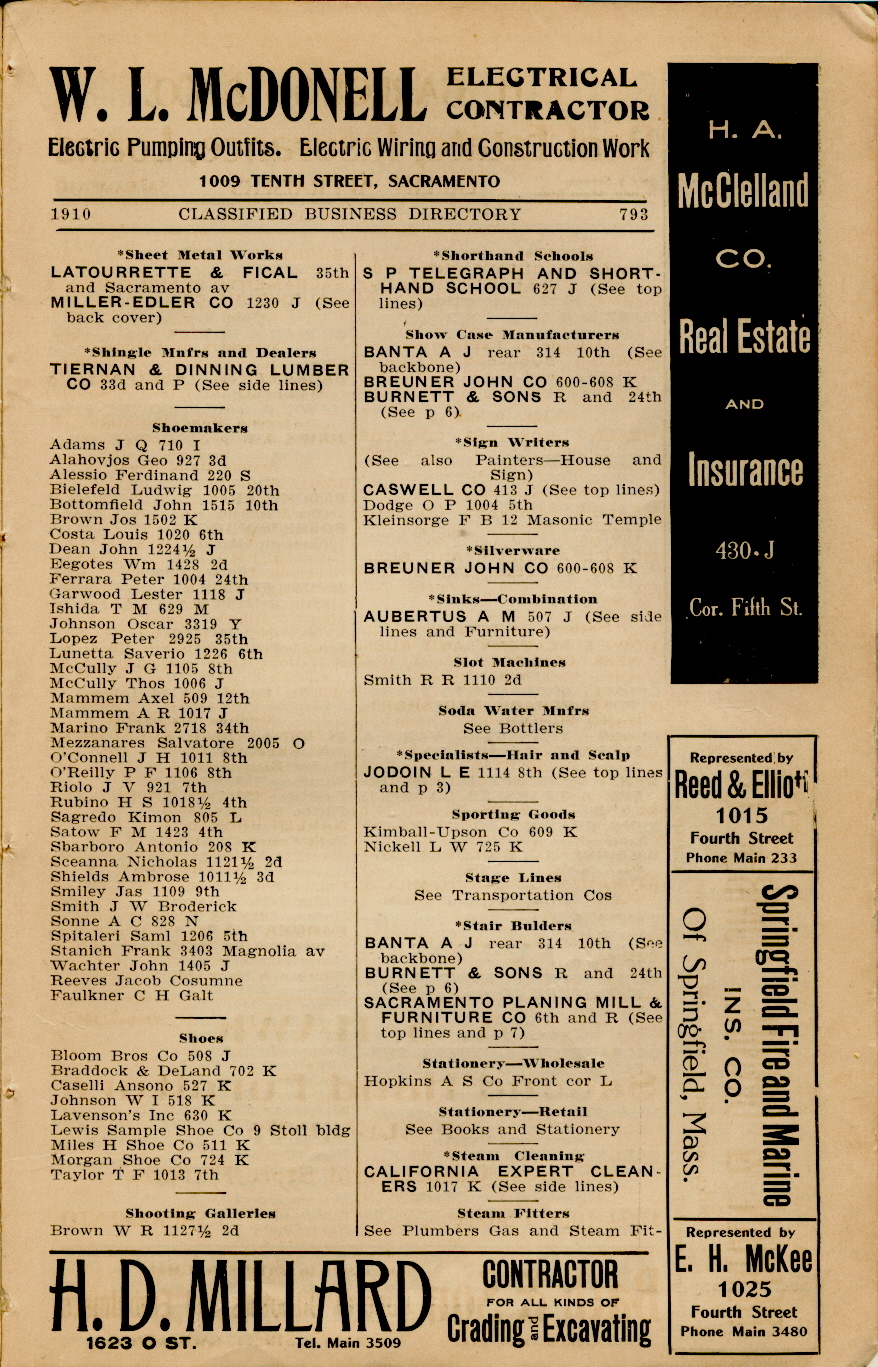 W. L. McDONELL ELECTRICAL CONTRACTOR
Electric Pumping Outfits. Electric Wiring and Construction Work
1009 TENTH STREET, SACRAMENTO
1910 CLASSIFIED BUSINESS DIRECTORY 793
*Sheet Metal Works
LATOURRETTE & FICAL 35th
and Sacramento av
MILLER-EDLER CO 1230 J (See
back cover)
*Shingle Mnfrs and Dealers
TIERNAN & DINNING LUMBER
CO 33d and P (See side lines)
Shoemakers
Adams J Q 710 I
Alahovjos Geo 927 3d
Alessio Ferdinand 220 S
Bielefeld Ludwig 1005 20th
Bottomfield John 1515 10th
Brown Jos 1502 K
Costa Louis 1020 6th
Dean John 1224½ J
Eegotes Wm 1428 2d
Ferrara Peter 1004 24th
Garwood Lester 1118 J
Ishida T M 629 M
Johnson Oscar 3319 Y
Lopez Peter 2925 35th
Lunetta Saverio 1226 6th
McCully J G 1105 8th
McCully Thos 1006 J
Mammem Axel 509 12th
Mammem A R 1017 J
Marino Frank 2718 34th
Mezzanares Salvatore 2005 O
O'Connell J H 1011 8th
O'Reilly P F 1106 8th
Riolo J V 921 7th
Rubino H S 1018½ 4th
Sagredo Kimon 805 L
Satow F M 1423 4th
Sbarboro Antonio 208 K
Sceanna Nicholas 1121½ 2d
Shields Ambrose 1011½ 3d
Smiley Jas 1109 9th
Smith J W Broderick
Sonne A C 828 N
Spitaleri Saml 1206 5th
Stanich Frank 3403 Magnolia av
Wachter John 1405 J
Reeves Jacob Cosumne
Faulkner C H Galt
Shoes
Bloom Bros Co 508 J
Braddock & DeLand 702 K
Caselli Ansono 527 K
Johnson W I 518 K
Lavenson's Inc 630 K
Lewis Sample Shoe Co 9 Stoll bldg
Miles H Shoe Co 511 K
Morgan Shoe Co 724 K
Taylor T F 1013 7th
Shooting Galleries
Brown W R 1127½ 2d
*Shorthand Schools
S P TELEGRAPH AND SHORT-
HAND SCHOOL 627 J (See top
lines)
Show Case Manufacturers
BANTA A J rear 314 10th (See
backbone)
BREUNER JOHN CO 600-608 K
BURNETT & SONS R and 24th
(See p 6)
*Sign Writers
(See also Painters—House and
Sign)
CASWELL CO 413 J (See top lines)
Dodge O P 1004 5th
Kleinsorge F B 12 Masonic Temple
*Silverware
BREUNER JOHN CO 600-608 K
*Sinks—Combination
AUBERTUS A M 507 J (See side
lines and Furniture)
Slot Machines
Smith R R 1110 2d
Soda Water Mnfrs
See Bottlers
*Specialists—Hair and Scalp
JODOIN L E 1114 8th (See top lines
and p 3)
Sporting Goods
Kimball-Upson Co 609 K
Nickell L W 725 K
Stage Lines
See Transportation Cos
*Stair Bulders
BANTA A J rear 314 10th (See
backbone)
BURNETT & SONS R and 24th
(See p 6)
SACRAMENTO PLANING MILL &
FURNITURE CO 6th and R (See
top lines and p 7)
Stationery—Wholesale
Hopkins A S Co Front cor L
Stationery—Retail
See Books and Stationery
*Steam Cleaning
CALIFORNIA EXPERT CLEAN-
ERS 1017 K (See side lines)
Steam Fitters
See Plumbers Gas and Steam Fit-
H. A.
McClelland
CO.
Real Estate
AND
Insurance
430 J
Cor. Fifth St.
Represented by
Reed & Elliott
1015
Fourth Street
Phone Main 233
Springfield Fire and Marine
INS. CO.
Of Springfield, Mass.
Represented by
E. H. McKee
1025
Fourth Street
Phone Main 3480
H. D. MILLARD
1623 O ST. Tel. Main 3509
CONTRACTOR
FOR ALL KINDS OF
Crading and Excavating